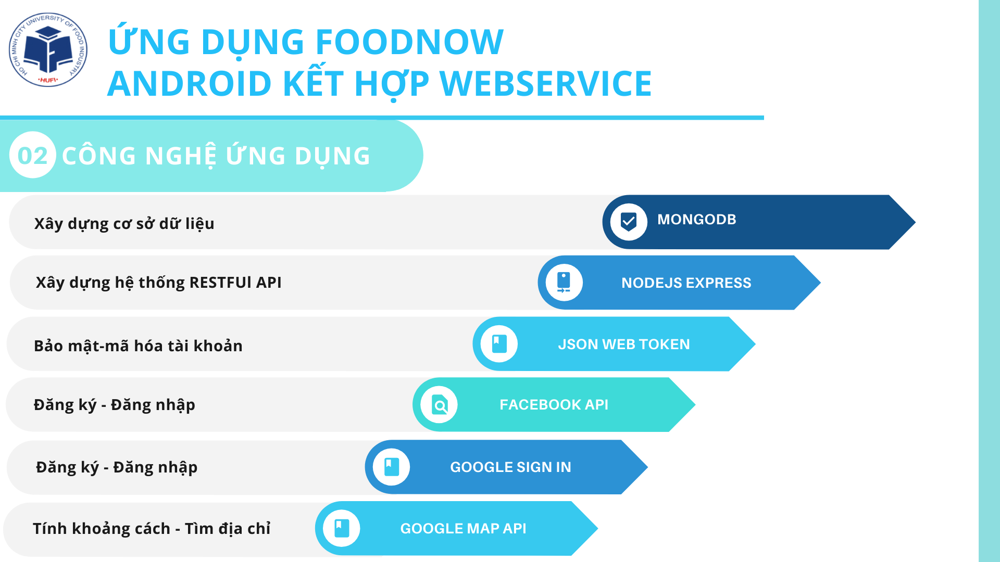 HO CHI MINH CITY UNIVERSITY OF FOOD INDUSTRY
•HUFI•
ỨNG DỤNG FOODNOW
ANDROID KẾT HỢP WEBSERVICE
02 CÔNG NGHỆ ỨNG DỤNG
Xây dựng cơ sở dữ liệu
MONGODB
Xây dựng hệ thống RESTFUl API
NODEJS EXPRESS
Bảo mật-mã hóa tài khoản
JSON WEB TOKEN
Đăng ký - Đăng nhập
FACEBOOK API
Đăng ký - Đăng nhập
GOOGLE SIGN IN
Tính khoảng cách - Tìm địa chỉ
GOOGLE MAP API